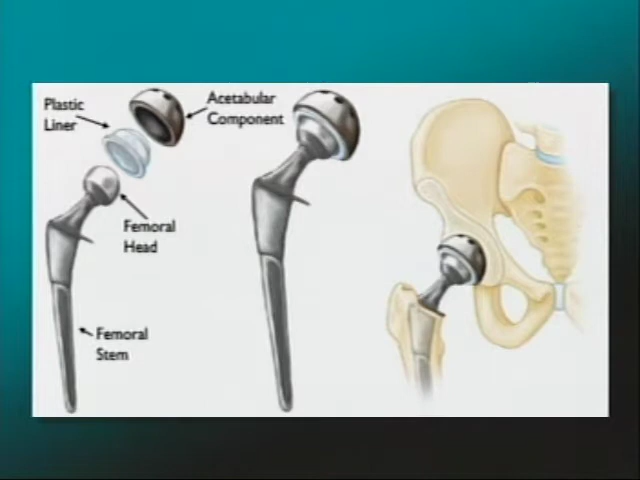 Plastic
Liner
Acetabular
Component
Femoral
Head
Femoral
Stem